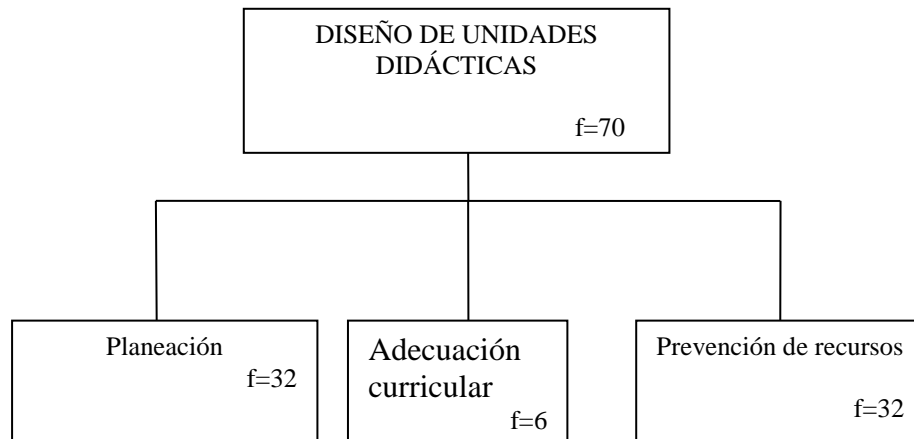 DISEÑO DE UNIDADES
DIDÁCTICAS
f=70
Planeación
f=32
Adecuación
curricular
f=6
Prevención de recursos
f=32